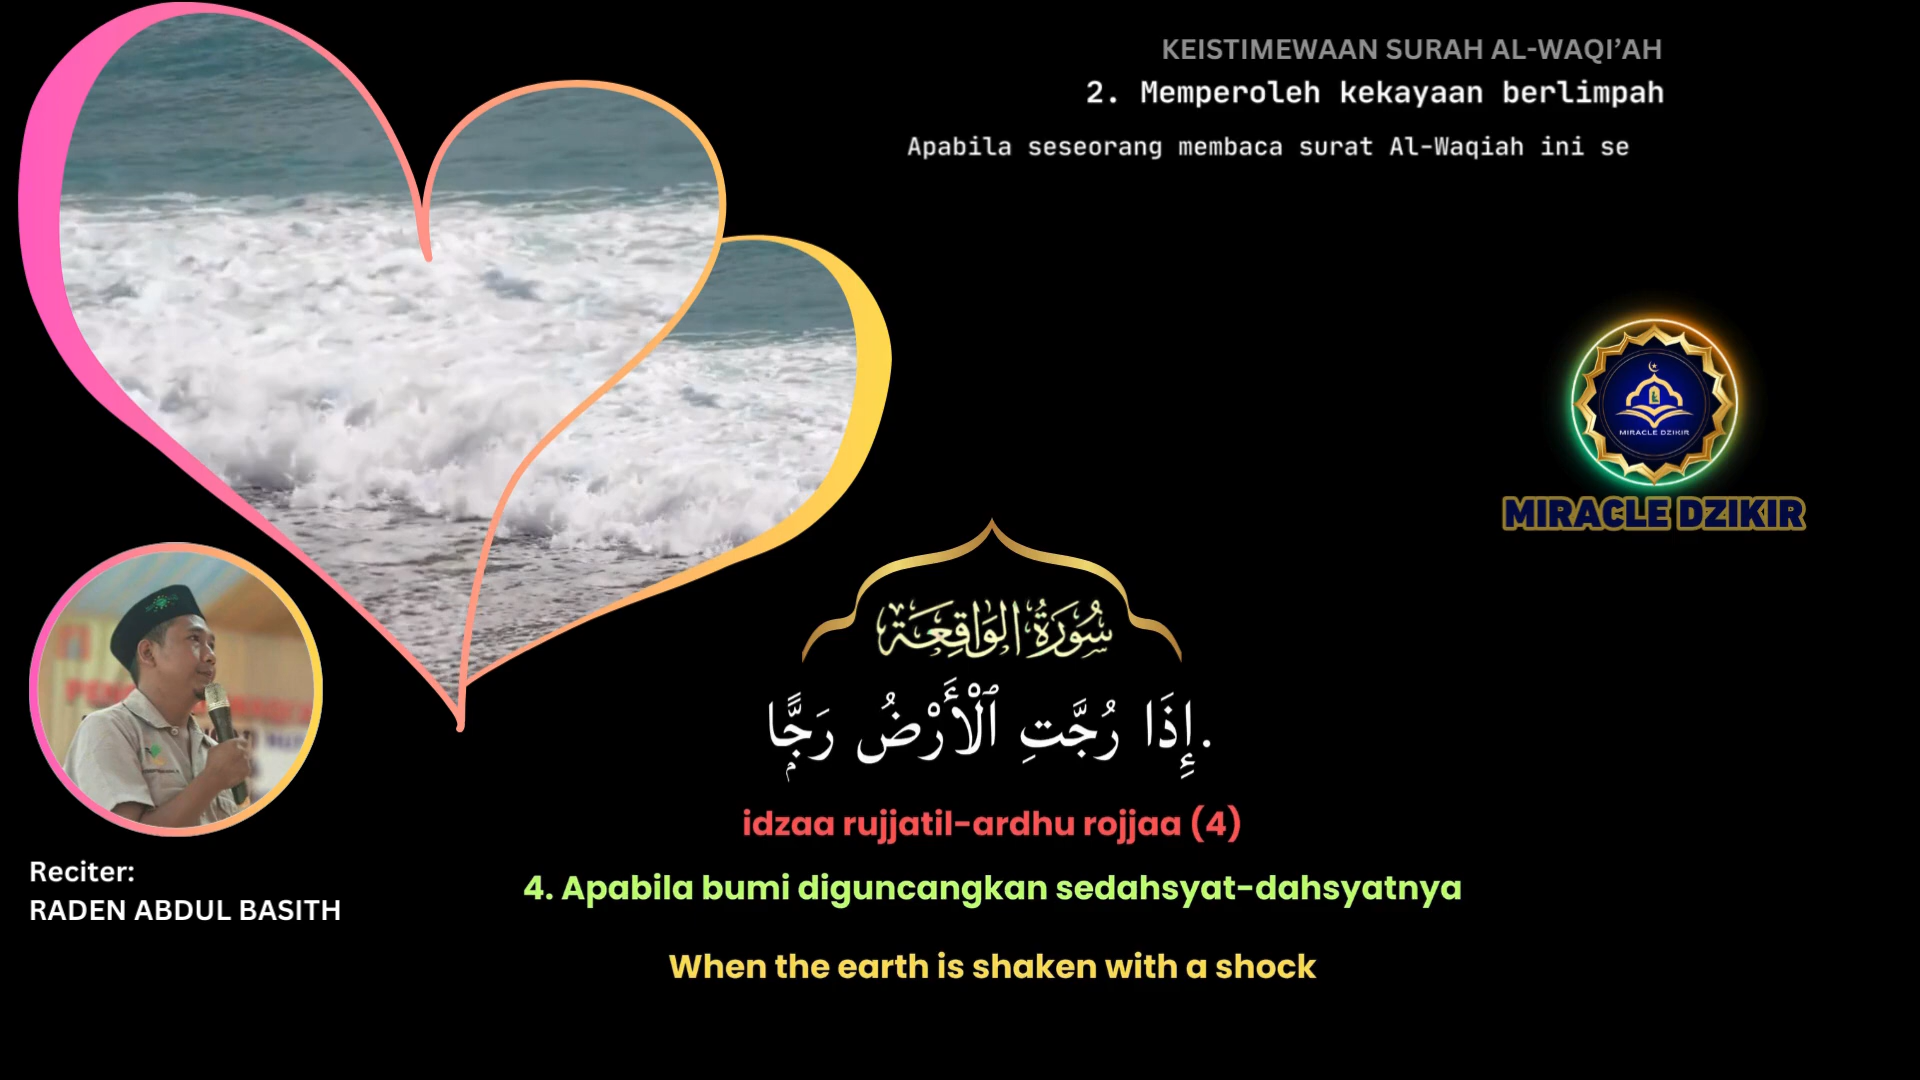 KEISTIMEWAAN SURAH AL-WAQI’AH
2. Memperoleh kekayaan berlimpah
Apabila seseorang membaca surat Al-Waqiah ini se
MIRACLE DZIKIR
MIRACLE DZIKIR
سُورَةُ الوَاقِعَة
إِذَا رُجَّتِ ٱلْأَرْضُ رَجًّاۙ.
idzaa rujjatil-ardhu rojjaa (4)
4. Apabila bumi diguncangkan sedahsyat-dahsyatnya
When the earth is shaken with a shock
Reciter:
RADEN ABDUL BASITH